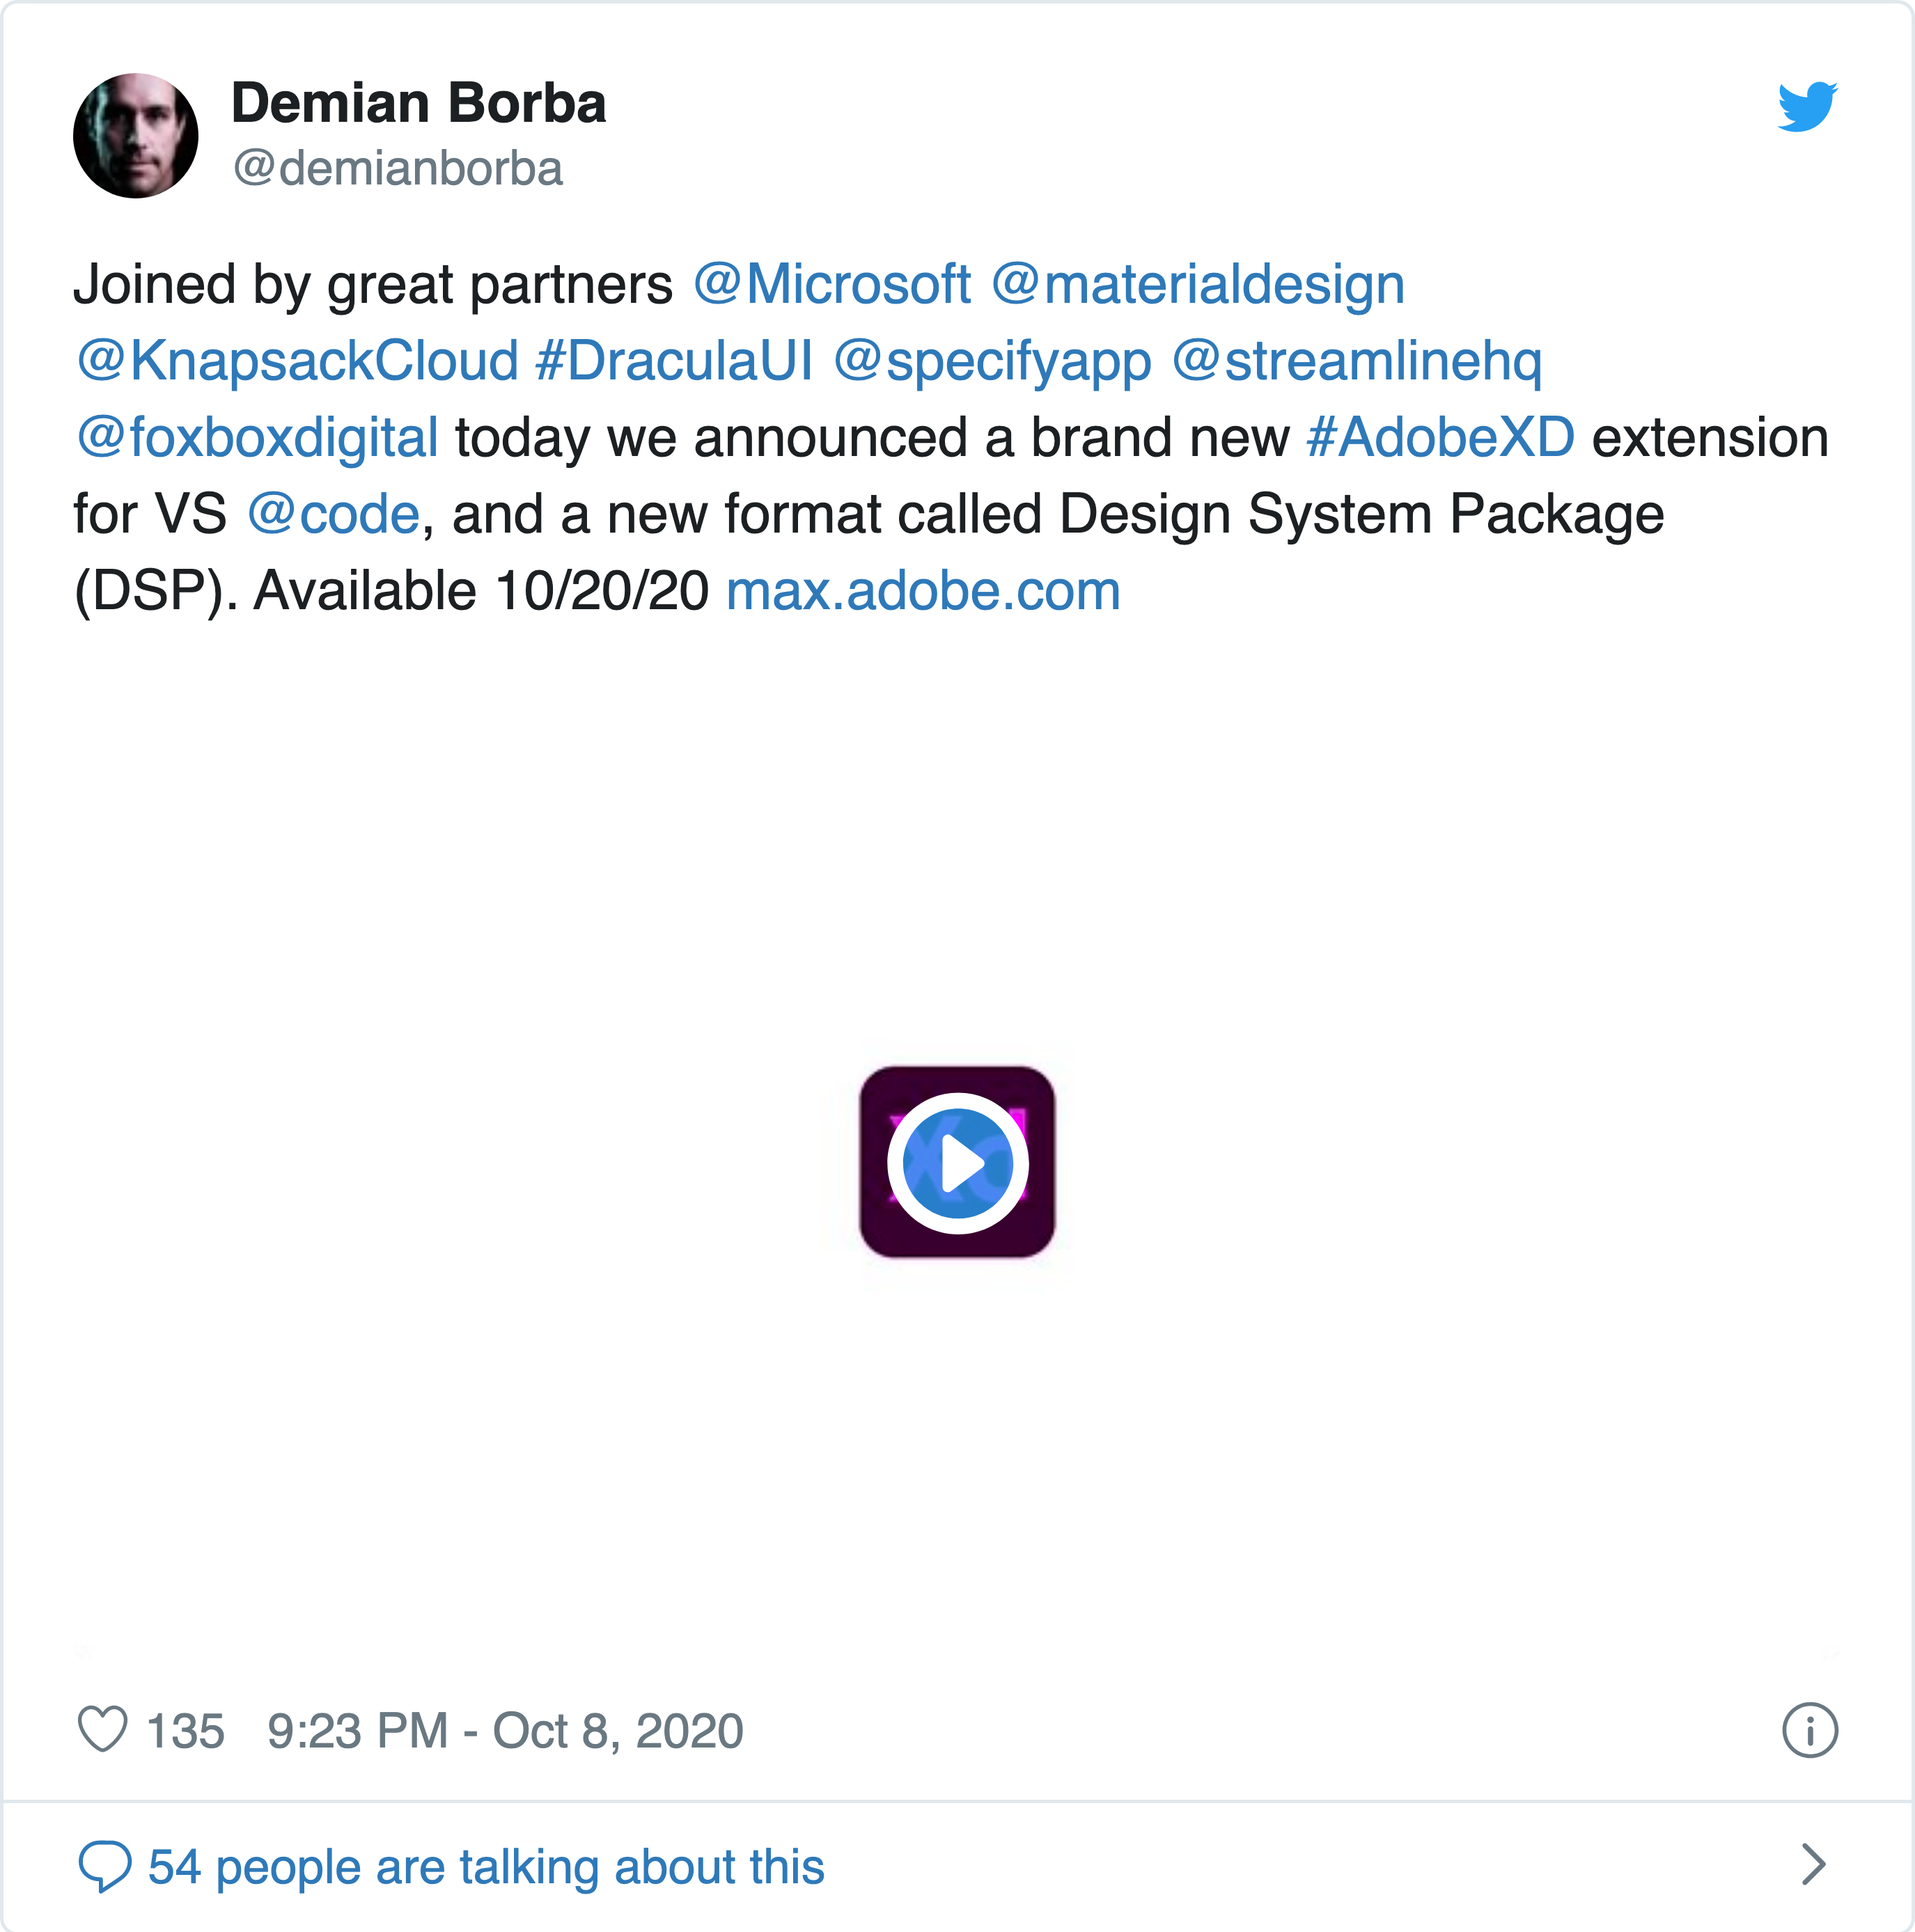 Demian Borba
@demianborba
Joined by great partners @Microsoft @materialdesign
@KnapsackCloud #DraculaUI @specifyapp @streamlinehq
@foxboxdigital today we announced a brand new #AdobeXD extension
for VS @code, and a new format called Design System Package
(DSP). Available 10/20/20 max.adobe.com
Xd
135 9:23 PM - Oct 8, 2020
54 people are talking about this